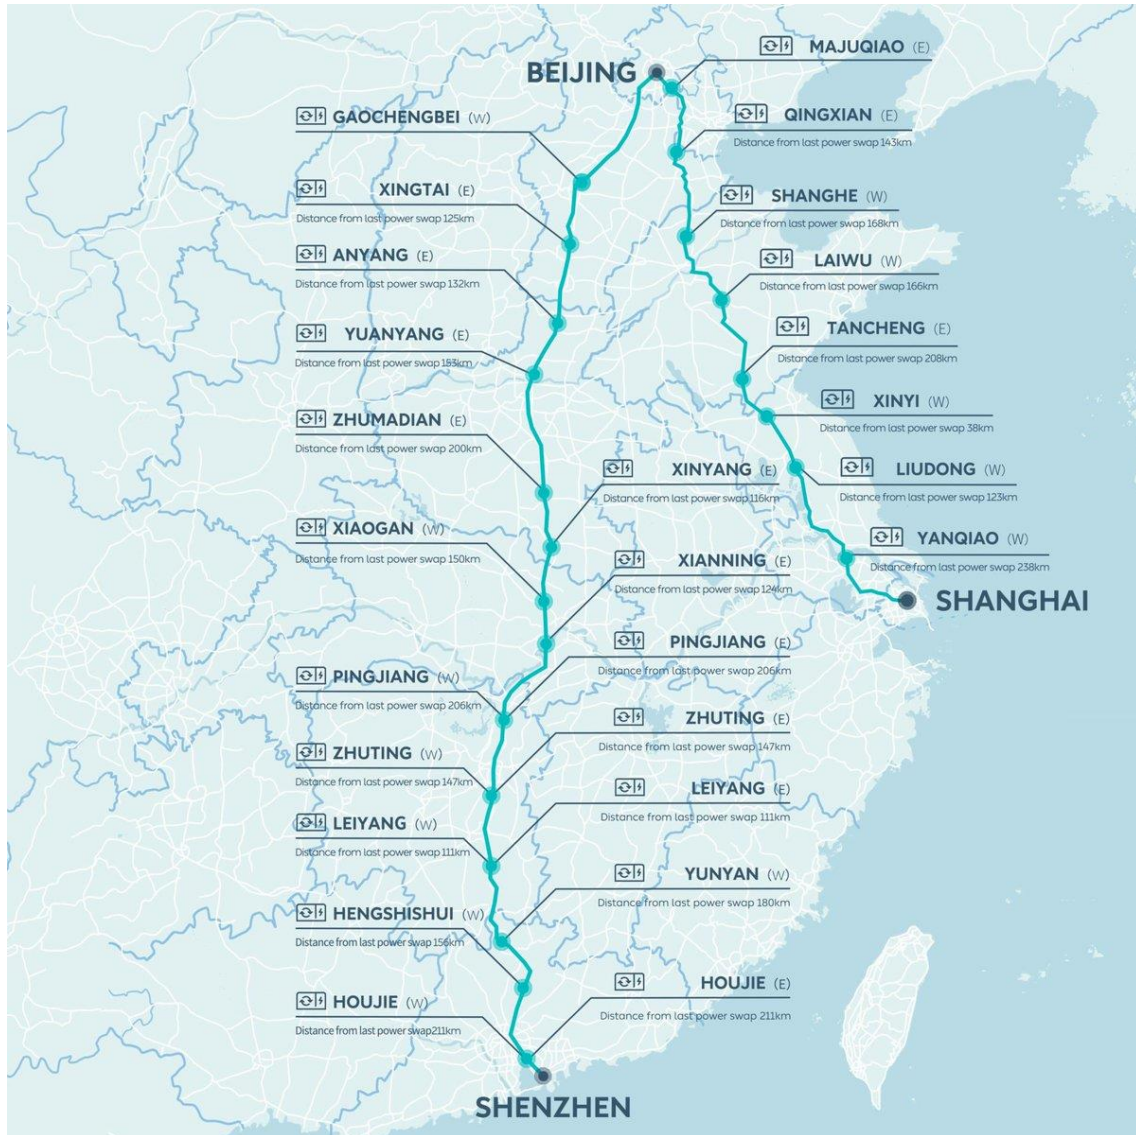 MAJUQIAO (E)
BEIJING
GAOCHENGBEI (W)
QINGXIAN (E)
Distance from last power swap 143km
XINGTAI (E)
Distance from last power swap 125km
SHANGHE (W)
Distance from last power swap 168km
ANYANG (E)
Distance from last power swap 132km
LAIWU (W)
Distance from last power swap 166km
YUANYANG (E)
Distance from last power swap 153km
TANCHENG (E)
Distance from last power swap 208km
ZHUMADIAN (E)
Distance from last power swap 200km
XINYI (W)
Distance from last power swap 38km
XINYANG (E)
Distance from last power swap 116km
LIUDONG (W)
Distance from last power swap 123km
XIAOGAN (W)
Distance from last power swap 150km
YANQIAO (W)
Distance from last power swap 238km
XIANNING (E)
Distance from last power swap 124km
SHANGHAI
PINGJIANG (E)
Distance from last power swap 206km
PINGJIANG (W)
Distance from last power swap 206km
ZHUTING (E)
Distance from last power swap 147km
ZHUTING (W)
Distance from last power swap 147km
LEIYANG (E)
Distance from last power swap 111km
LEIYANG (W)
Distance from last power swap 111km
YUNYAN (W)
Distance from last power swap 180km
HENGSHISHUI (W)
Distance from last power swap 156km
HOUJIE (E)
Distance from last power swap 211km
HOUJIE (W)
Distance from last power swap211km
SHENZHEN